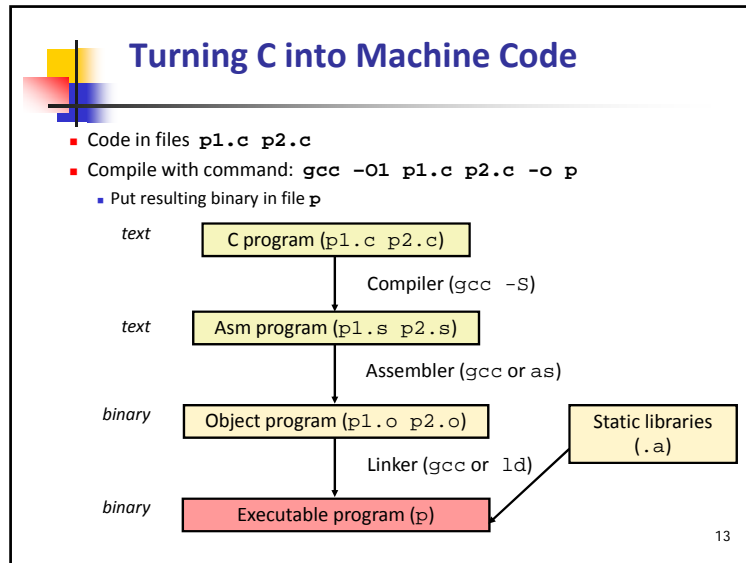 Turning C into Machine Code
Code in files p1.c p2.c
Compile with command: gcc –O1 p1.c p2.c -o p
Put resulting binary in file p
text
C program (p1.c p2.c)
Compiler (gcc -S)
text
Asm program (p1.s p2.s)
Assembler (gcc or as)
binary
Object program (p1.o p2.o)
Static libraries
(.a)
Linker (gcc or ld)
binary
Executable program (p)
13